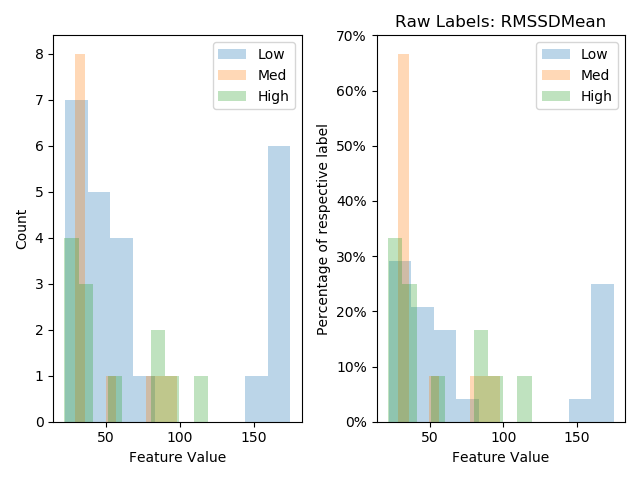 Raw Labels: RMSSDMean
8
7
6
5
4
3
2
1
0
Count
50
100
150
Feature Value
Low
Med
High
70%
60%
50%
40%
30%
20%
10%
0%
Percentage of respective label
50
100
150
Feature Value
Low
Med
High